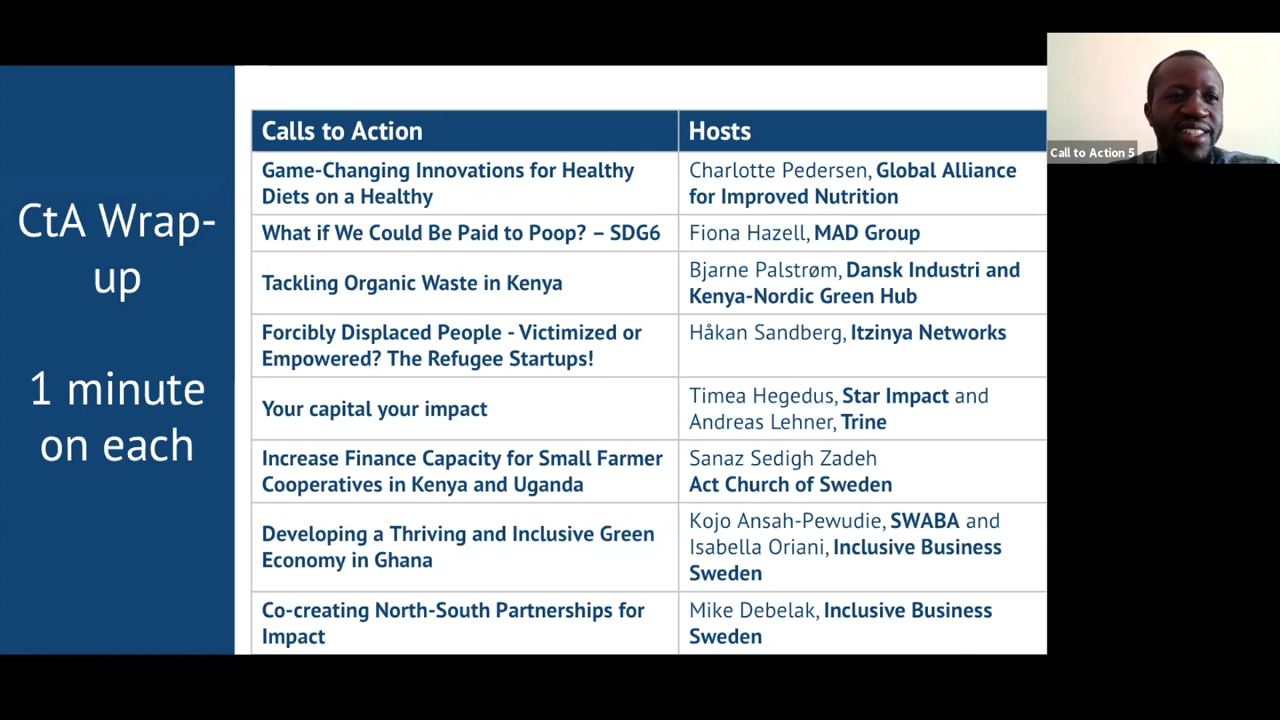 CtA Wrap-
up
1 minute
on each
Calls to Action
Hosts
Game-Changing Innovations for Healthy
Diets on a Healthy
Charlotte Pedersen, Global Alliance
for Improved Nutrition
What if We Could Be Paid to Poop? – SDG6
Fiona Hazell, MAD Group
Tackling Organic Waste in Kenya
Bjarne Palstrøm, Dansk Industri and
Kenya-Nordic Green Hub
Forcibly Displaced People - Victimized or
Empowered? The Refugee Startups!
Håkan Sandberg, Itzinya Networks
Your capital your impact
Timea Hegedus, Star Impact and
Andreas Lehner, Trine
Increase Finance Capacity for Small Farmer
Cooperatives in Kenya and Uganda
Sanaz Sedigh Zadeh
Act Church of Sweden
Developing a Thriving and Inclusive Green
Economy in Ghana
Kojo Ansah-Pewudie, SWABA and
Isabella Oriani, Inclusive Business
Sweden
Co-creating North-South Partnerships for
Impact
Mike Debelak, Inclusive Business
Sweden
Call to Action 5